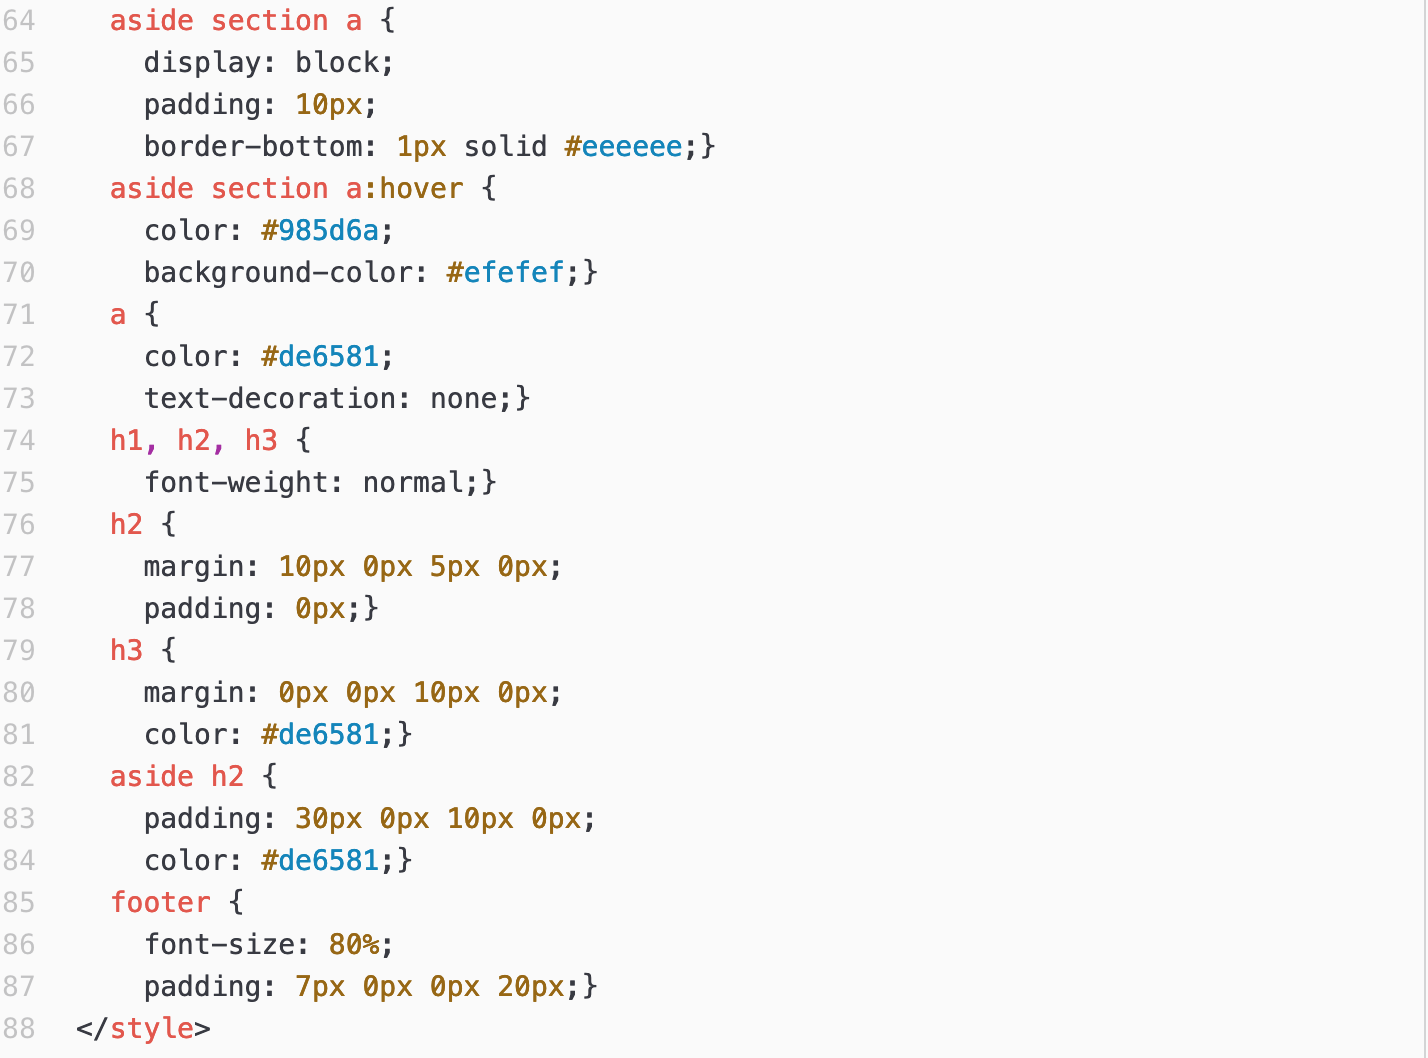 64 aside section a {
65 display: block;
66 padding: 10px;
67 border-bottom: 1px solid #eeeeee;}
68 aside section a:hover {
69 color: #985d6a;
70 background-color: #efefef;}
71 a {
72 color: #de6581;
73 text-decoration: none;}
74 h1, h2, h3 {
75 font-weight: normal;}
76 h2 {
77 margin: 10px 0px 5px 0px;
78 padding: 0px;}
79 h3 {
80 margin: 0px 0px 10px 0px;
81 color: #de6581;}
82 aside h2 {
83 padding: 30px 0px 10px 0px;
84 color: #de6581;}
85 footer {
86 font-size: 80%;
87 padding: 7px 0px 0px 20px;}
88 </style>